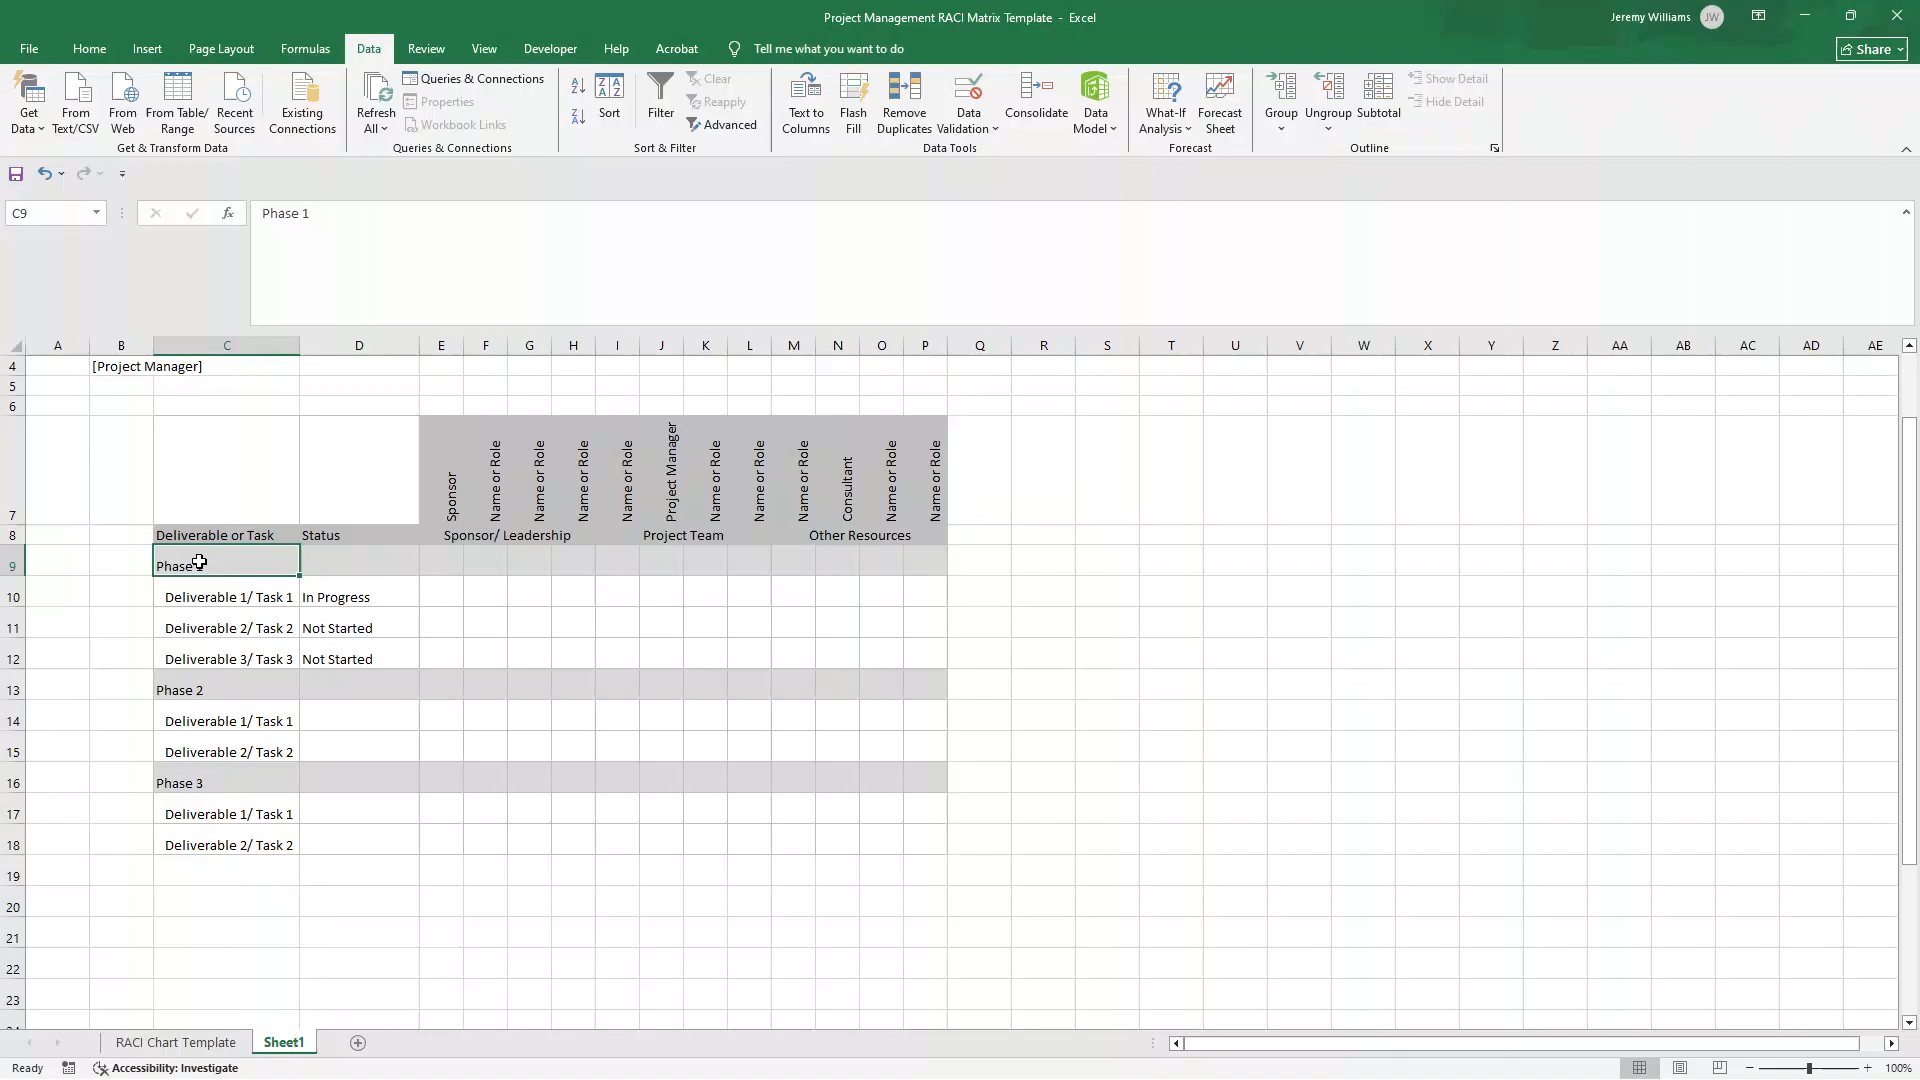 Project Management RACI Matrix Template - Excel
Jeremy Williams JW
File Home Insert Page Layout Formulas Data Review View Developer Help Acrobat Tell me what you want to do
Share
Get Data
From Text/CSV
From Web
From Table/ Range
Recent Sources
Existing Connections
Get & Transform Data
Refresh All
Queries & Connections
Properties
Workbook Links
Queries & Connections
Sort
Filter
Clear
Reapply
Advanced
Sort & Filter
Text to Columns
Flash Fill
Remove Duplicates
Data Validation
Consolidate
Data Model
Data Tools
What-If Analysis
Forecast Sheet
Forecast
Group
Ungroup
Subtotal
Show Detail
Hide Detail
Outline
C9 fx Phase 1
A B C D E F G H I J K L M N O P Q R S T U V W X Y Z AA AB AC AD AE
4 [Project Manager]
5
6
7 Sponsor Name or Role Name or Role Name or Role Name or Role Project Manager Name or Role Name or Role Name or Role Consultant Name or Role Name or Role
8 Deliverable or Task Status Sponsor/ Leadership Project Team Other Resources
9 Phase
10 Deliverable 1/ Task 1 In Progress
11 Deliverable 2/ Task 2 Not Started
12 Deliverable 3/ Task 3 Not Started
13 Phase 2
14 Deliverable 1/ Task 1
15 Deliverable 2/ Task 2
16 Phase 3
17 Deliverable 1/ Task 1
18 Deliverable 2/ Task 2
19
20
21
22
23
RACI Chart Template Sheet1
Ready Accessibility: Investigate 100%